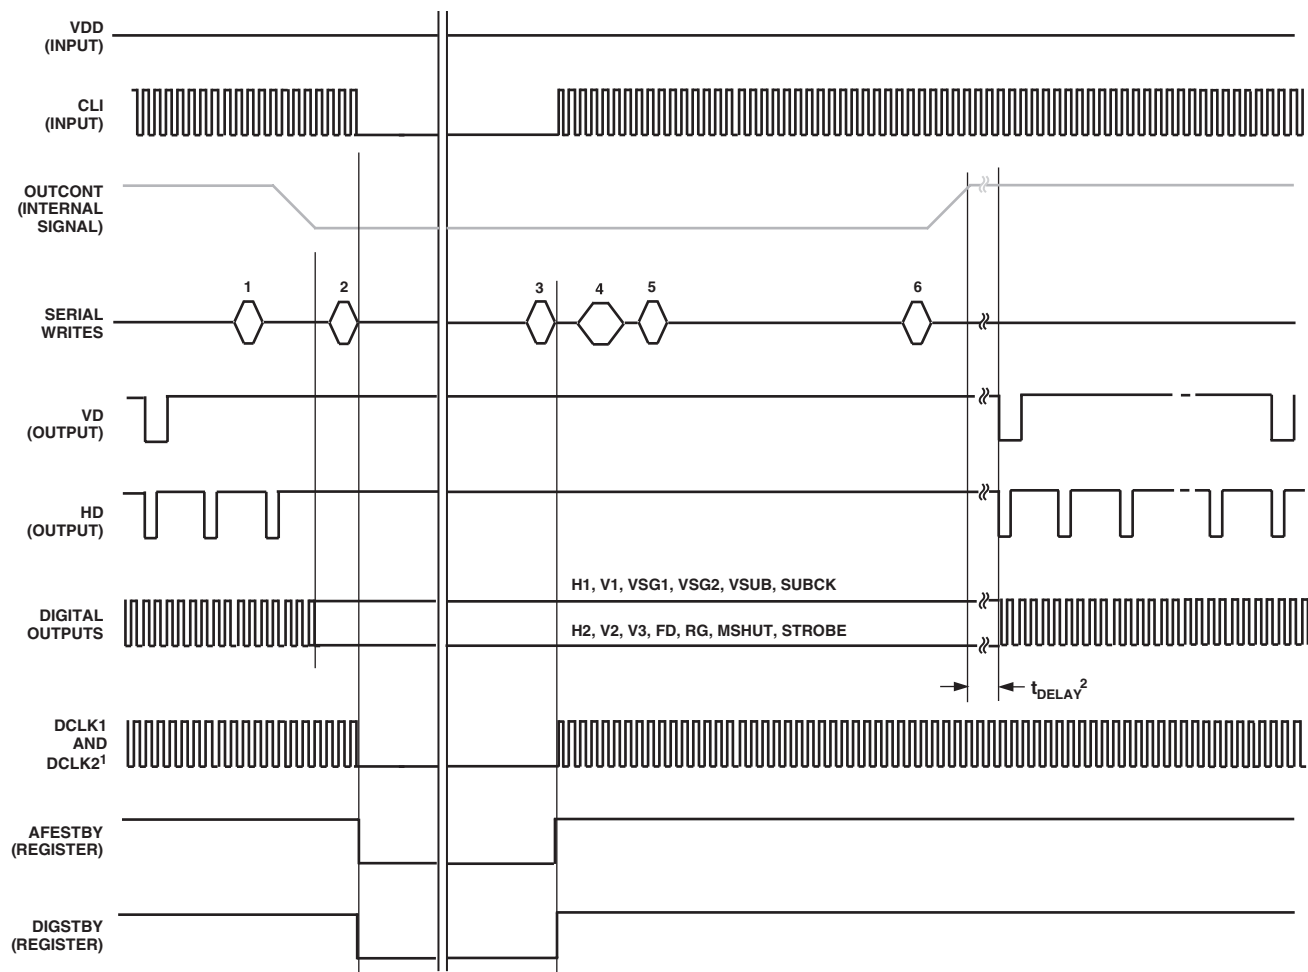 VDD
(INPUT)
CLI
(INPUT)
OUTCONT
(INTERNAL
SIGNAL)
1 2 3 4 5 6
SERIAL
WRITES
VD
(OUTPUT)
HD
(OUTPUT)
H1, V1, VSG1, VSG2, VSUB, SUBCK
DIGITAL
OUTPUTS
H2, V2, V3, FD, RG, MSHUT, STROBE
tDELAY2
DCLK1
AND
DCLK21
AFESTBY
(REGISTER)
DIGSTBY
(REGISTER)